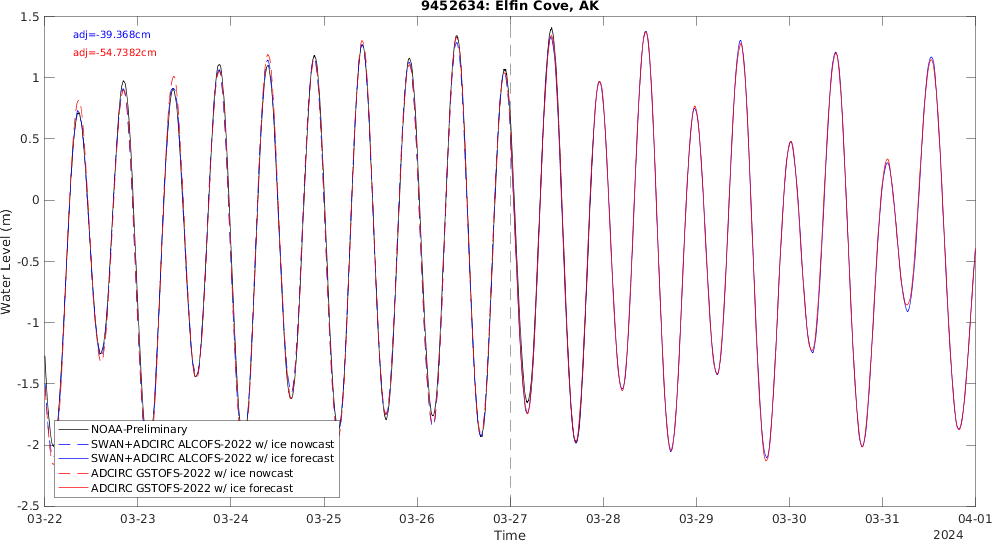 9452634: Elfin Cove, AK
adj=-39.368cm
adj=-54.7382cm
Water Level (m)
1.5
1
0.5
0
-0.5
-1
-1.5
-2
-2.5
NOAA-Preliminary
SWAN+ADCIRC ALCOFS-2022 w/ ice nowcast
SWAN+ADCIRC ALCOFS-2022 w/ ice forecast
ADCIRC GSTOFS-2022 w/ ice nowcast
ADCIRC GSTOFS-2022 w/ ice forecast
03-22 03-23 03-24 03-25 03-26 03-27 03-28 03-29 03-30 03-31 04-01
Time
2024